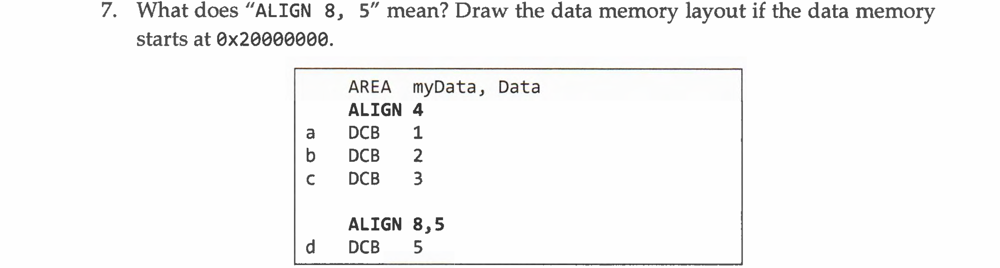 7. What does “ALIGN 8, 5” mean? Draw the data memory layout if the data memory
starts at 0x20000000.
AREA myData, Data
ALIGN 4
a DCB 1
b DCB 2
c DCB 3
ALIGN 8,5
d DCB 5